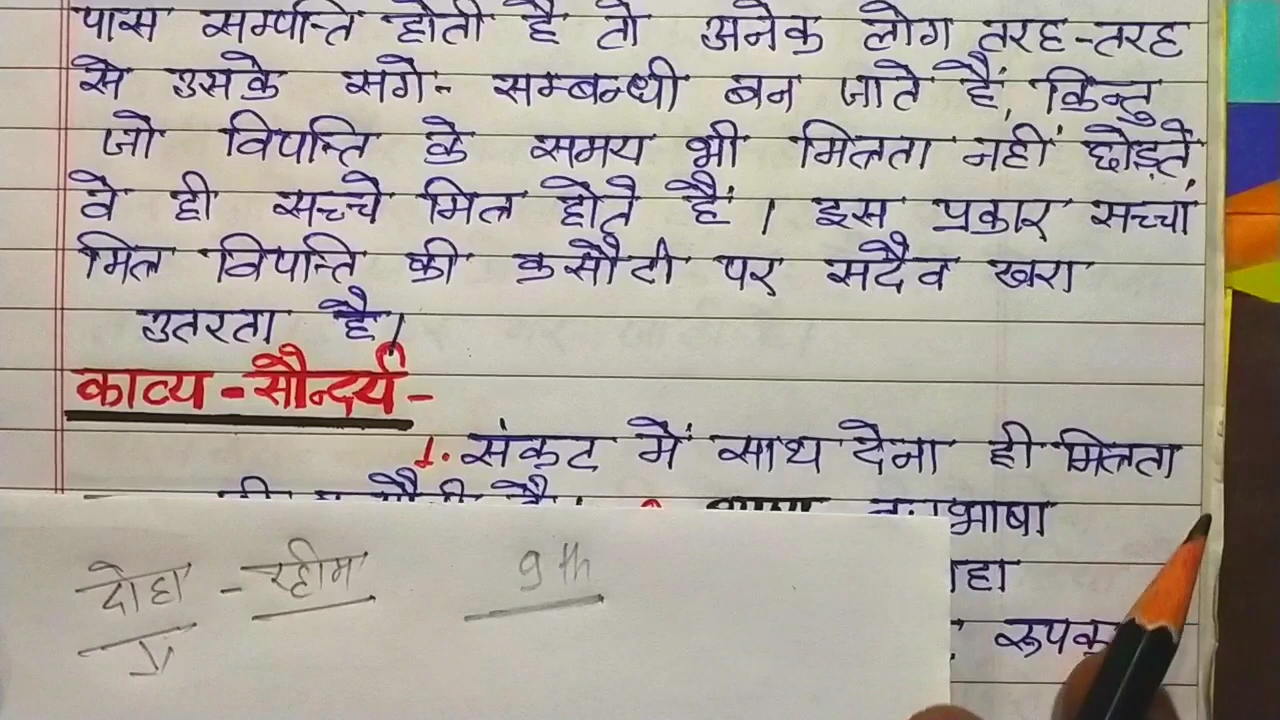 पास सम्पत्ति होती है तो अनेक लोग तरह-तरह
से उसके सगे- सम्बन्धी बन जाते हैं, किन्तु
जो विपत्ति के समय भी मित्रता नहीं छोड़ते,
वे ही सच्चे मित्र होते हैं। इस प्रकार सच्चा
मित्र विपत्ति की कसौटी पर सदैव खरा
उतरता है।
काव्य-सौन्दर्य-
1. संकट में साथ देना ही मित्रता
भाषा
रूपक
दोहा - रहीम 9th